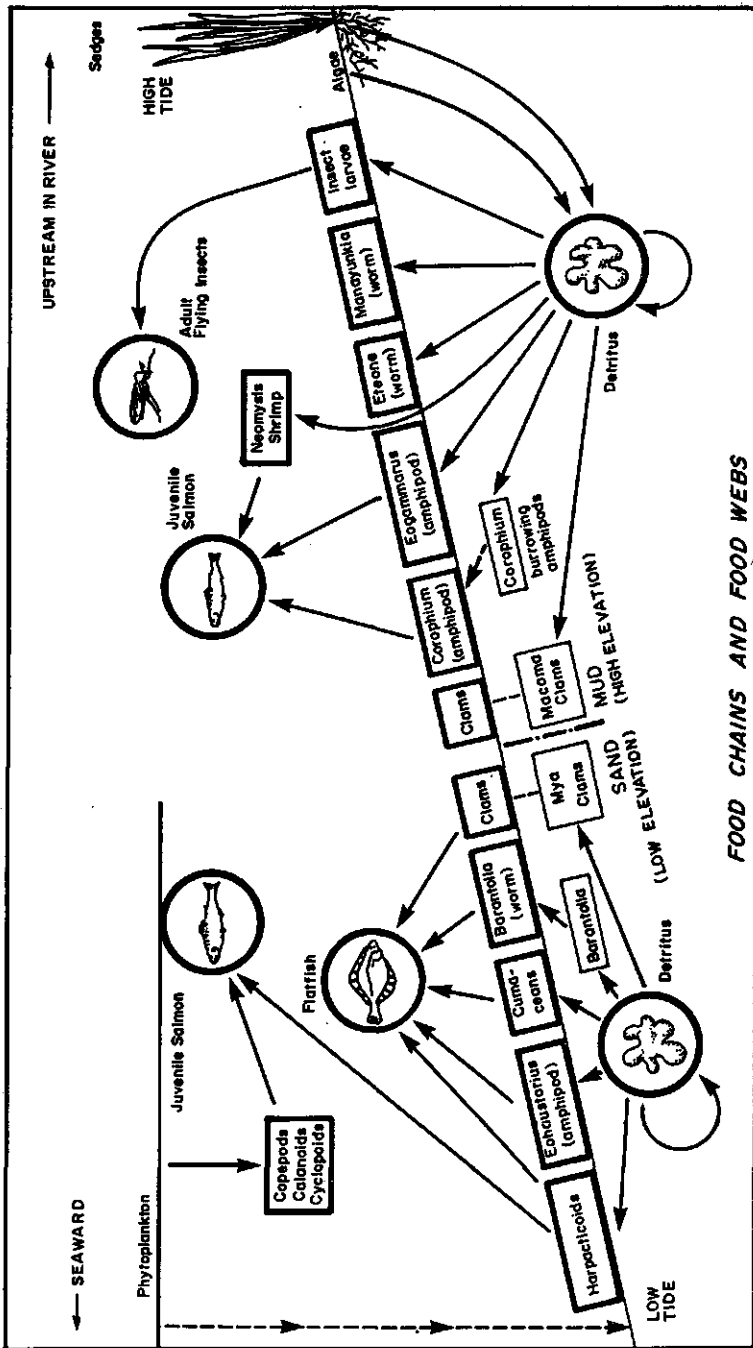 ← SEAWARD
UPSTREAM IN RIVER →
Phytoplankton
Sedges
HIGH
TIDE
Algae
Juvenile Salmon
Copepods
Calanoids
Cyclopoids
Flatfish
Juvenile
Salmon
Neomysis
Shrimp
Adult
Flying Insects
Harpacticoids
Eohaustorius
(amphipod)
Cuma-
ceans
Barantolla
(worm)
Clams
Clams
Corophium
(amphipod)
Eogammarus
(amphipod)
Eteone
(worm)
Manayunkia
(worm)
Insect
larvae
LOW
TIDE
Detritus
Barantolla
Mya
Clams
SAND
(LOW ELEVATION)
Macoma
Clams
MUD
(HIGH ELEVATION)
Corophium
burrowing
amphipods
Detritus
FOOD CHAINS AND FOOD WEBS